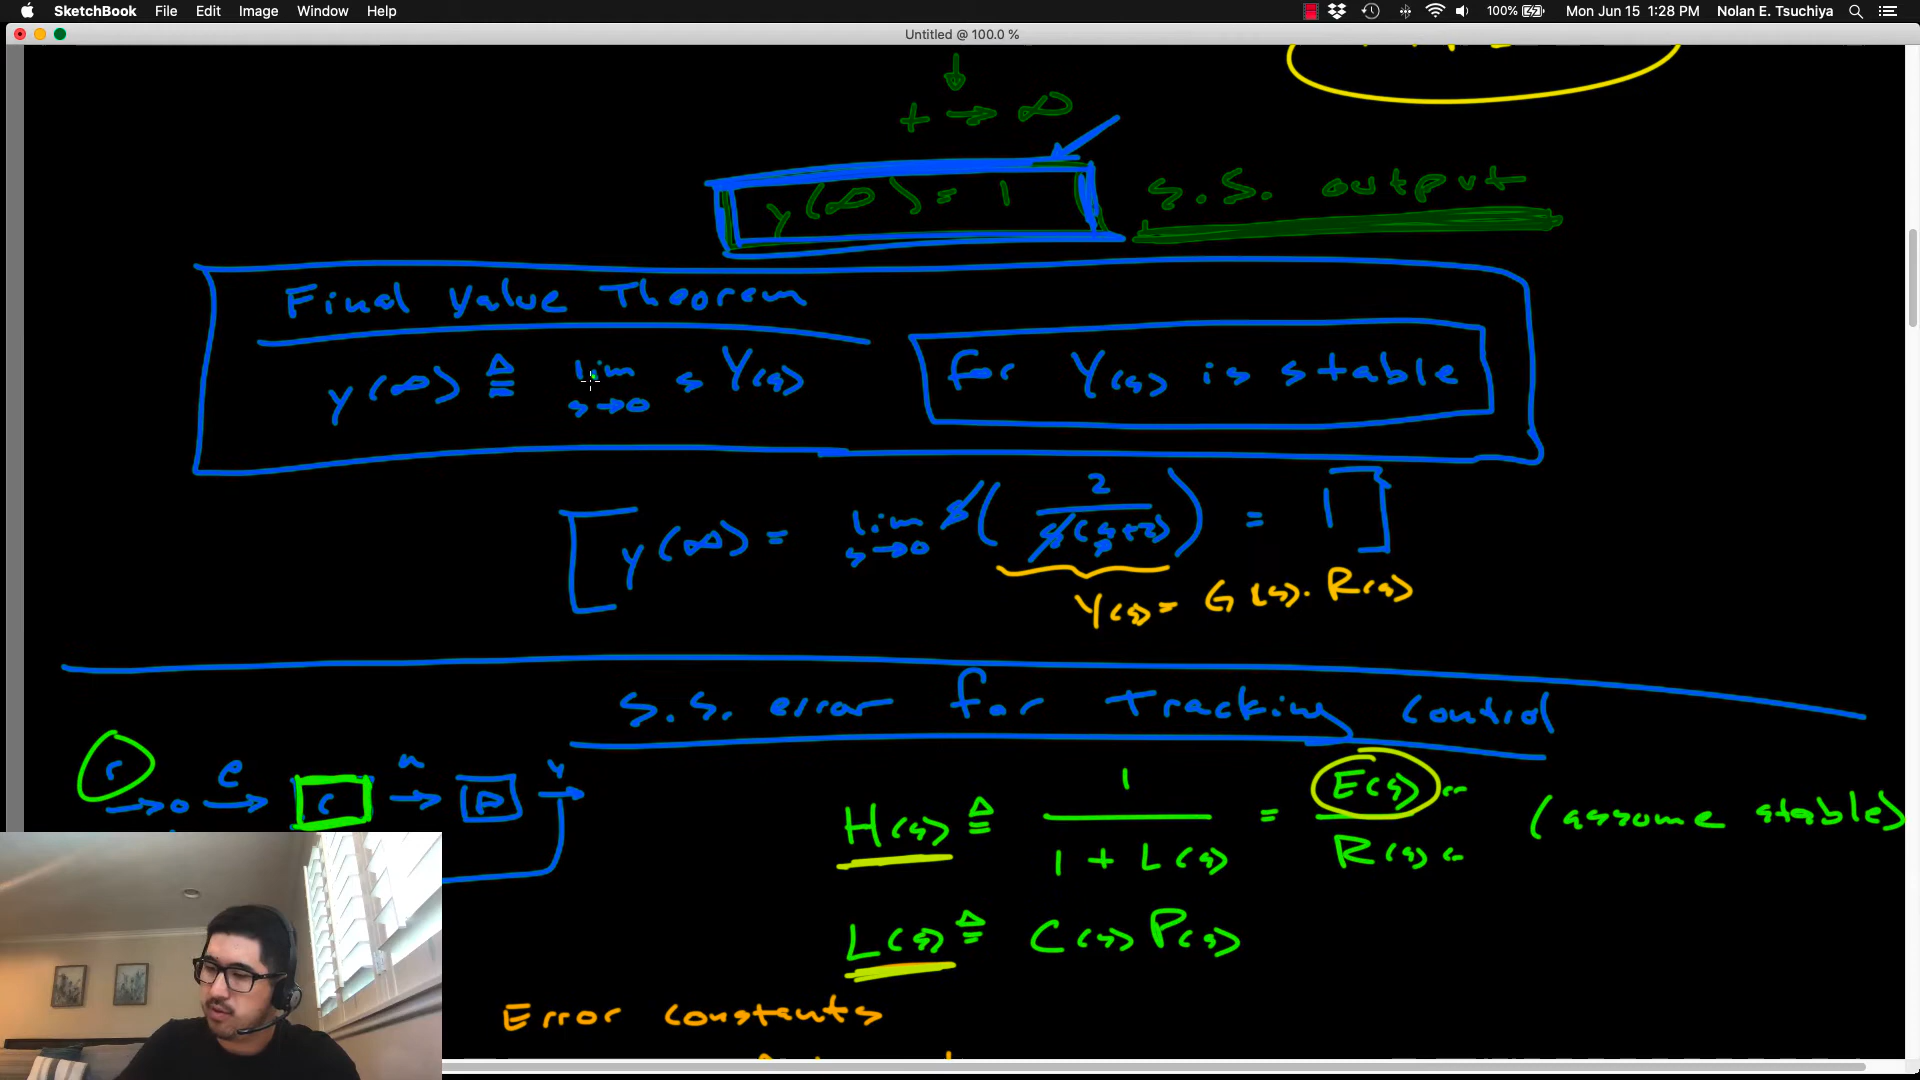 SketchBook File Edit Image Window Help 100% Mon Jun 15 1:28 PM Nolan E. Tsuchiya
Untitled @ 100.0 %
t → ∞
y(∞) = 1 s.s. output
Final Value Theorem
y(∞) ≜ lim s→0 s Y(s) for Y(s) is stable
[y(∞) = lim s→0 s( 2 / s(s+2) ) = 1]
Y(s) = G(s)·R(s)
s.s. error for Tracking Control
r e C u P y
H(s) ≜ 1 / 1 + L(s) = E(s) / R(s) (assume stable)
L(s) ≜ C(s) P(s)
Error constants